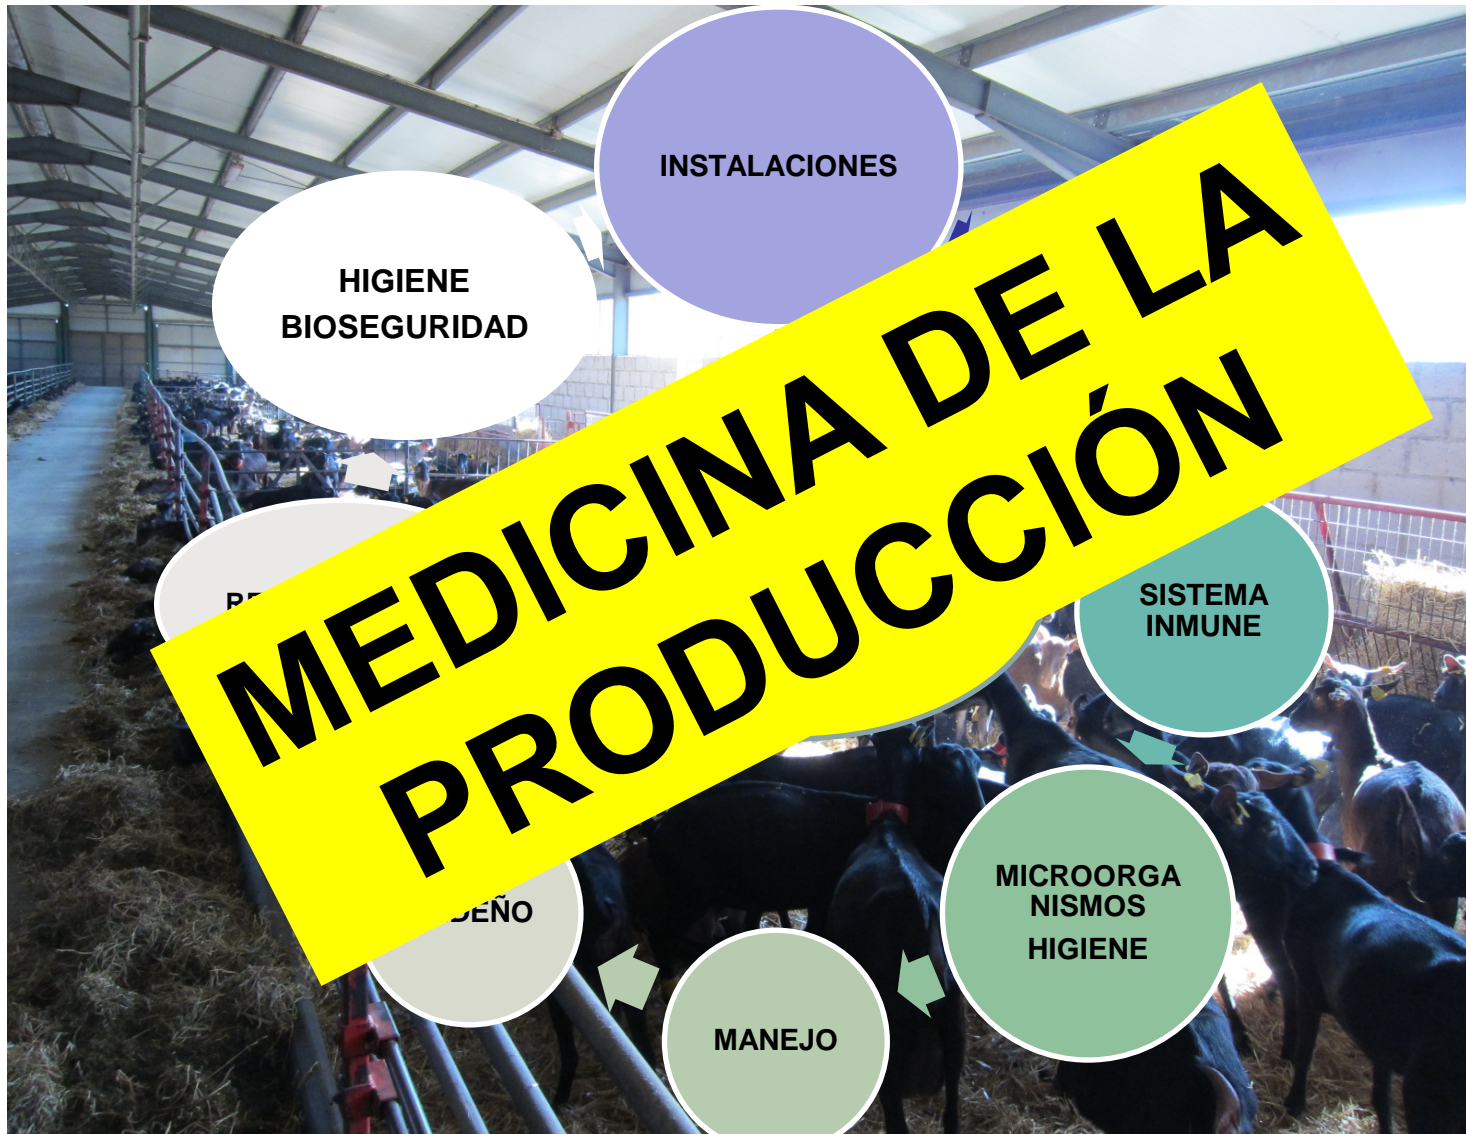 INSTALACIONES
HIGIENE
BIOSEGURIDAD
MEDICINA DE LA
PRODUCCIÓN
SISTEMA
INMUNE
MICROORGA
NISMOS
HIGIENE
MANEJO